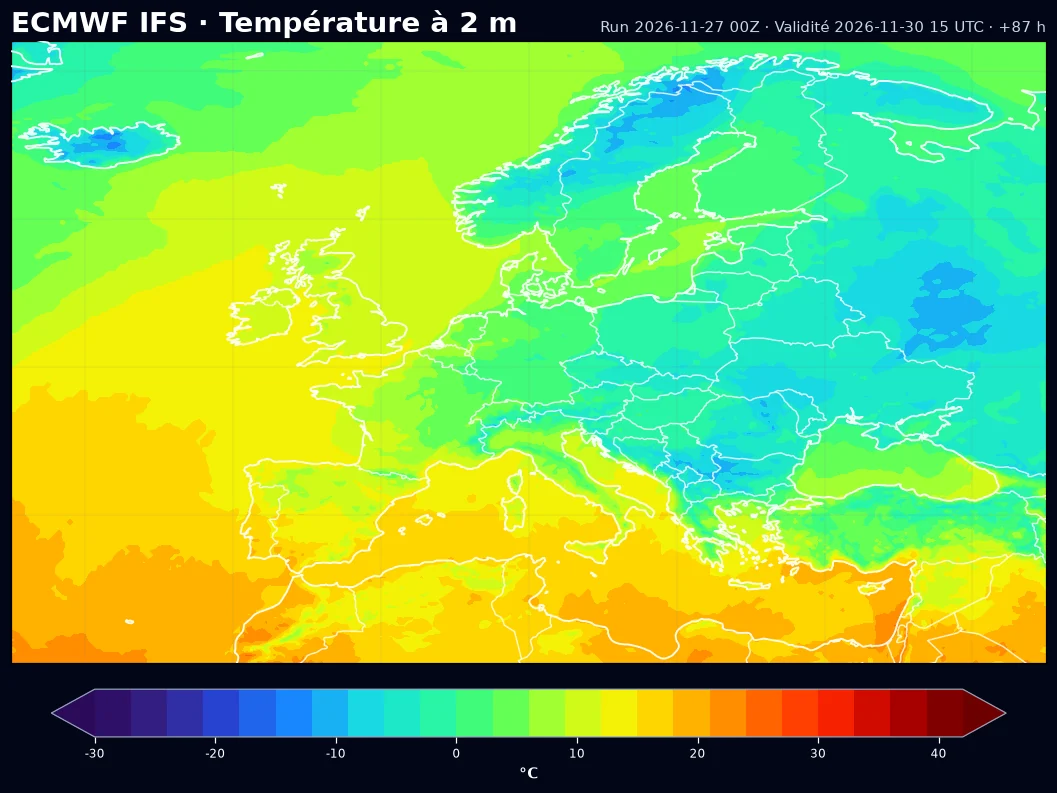 ECMWF IFS · Température à 2 m
Run 2026-11-27 00Z · Validité 2026-11-30 15 UTC · +87 h
-30 -20 -10 0 10 20 30 40
°C